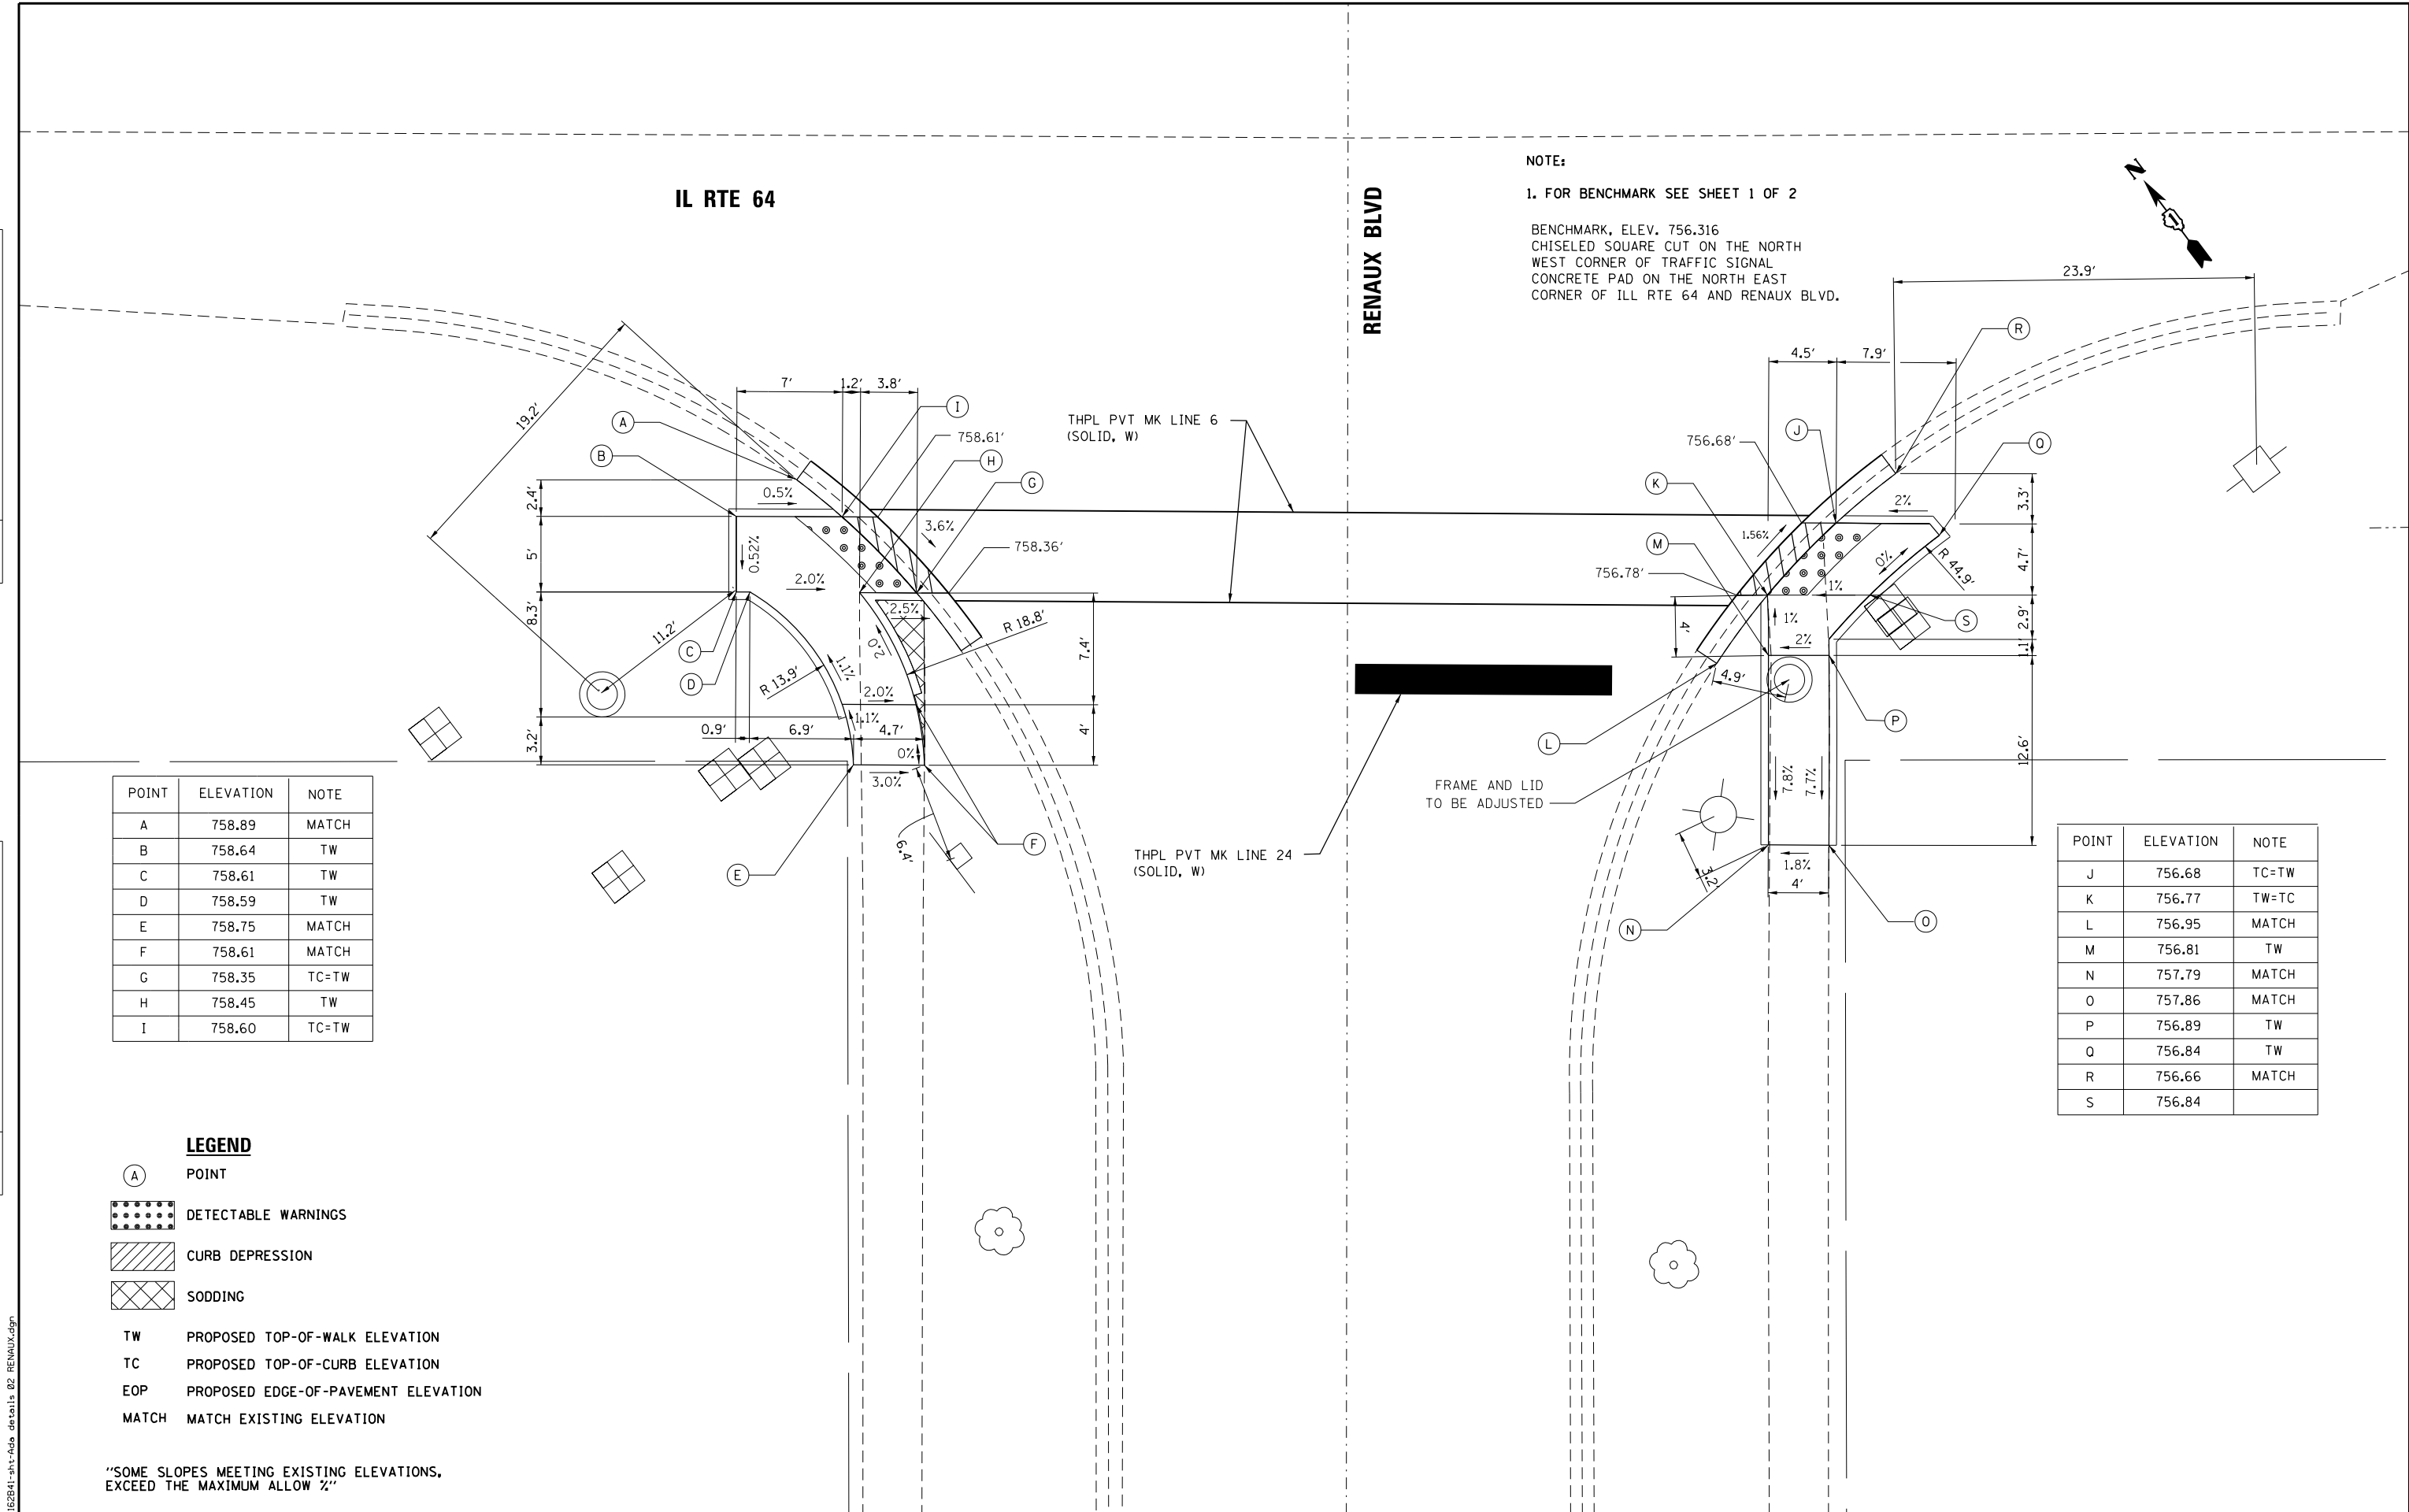 IL RTE 64
RENAUX BLVD
NOTE:
1. FOR BENCHMARK SEE SHEET 1 OF 2
BENCHMARK, ELEV. 756.316
CHISELED SQUARE CUT ON THE NORTH
WEST CORNER OF TRAFFIC SIGNAL
CONCRETE PAD ON THE NORTH EAST
CORNER OF ILL RTE 64 AND RENAUX BLVD.
N
1
23.9'
19.2'
7'
1.2'
3.8'
A
B
I
758.61'
H
G
2.4'
0.5%
3.6%
5'
0.52%
2.0%
758.36'
8.3'
11.2'
2.5%
R 18.8'
7.4'
C
D
R 13.9'
1.1%
2.0
2.0%
1.1%
0.9'
6.9'
4.7'
4'
3.2'
0%
3.0%
6.4'
E
F
THPL PVT MK LINE 6
(SOLID, W)
THPL PVT MK LINE 24
(SOLID, W)
4.5'
7.9'
R
756.68'
J
Q
K
2%
3.3'
1.56%
M
0%
R 44.9'
4.7'
756.78'
1%
1%
S
2.9'
4'
2%
1.1'
4.9'
P
L
FRAME AND LID
TO BE ADJUSTED
7.8%
7.7%
12.6'
3.2'
1.8%
4'
N
O
POINT ELEVATION NOTE
A 758.89 MATCH
B 758.64 TW
C 758.61 TW
D 758.59 TW
E 758.75 MATCH
F 758.61 MATCH
G 758.35 TC=TW
H 758.45 TW
I 758.60 TC=TW
POINT ELEVATION NOTE
J 756.68 TC=TW
K 756.77 TW=TC
L 756.95 MATCH
M 756.81 TW
N 757.79 MATCH
O 757.86 MATCH
P 756.89 TW
Q 756.84 TW
R 756.66 MATCH
S 756.84
LEGEND
A POINT
DETECTABLE WARNINGS
CURB DEPRESSION
SODDING
TW PROPOSED TOP-OF-WALK ELEVATION
TC PROPOSED TOP-OF-CURB ELEVATION
EOP PROPOSED EDGE-OF-PAVEMENT ELEVATION
MATCH MATCH EXISTING ELEVATION
"SOME SLOPES MEETING EXISTING ELEVATIONS,
EXCEED THE MAXIMUM ALLOW %"
162B41-sht-Ada details 02 RENAUX.dgn